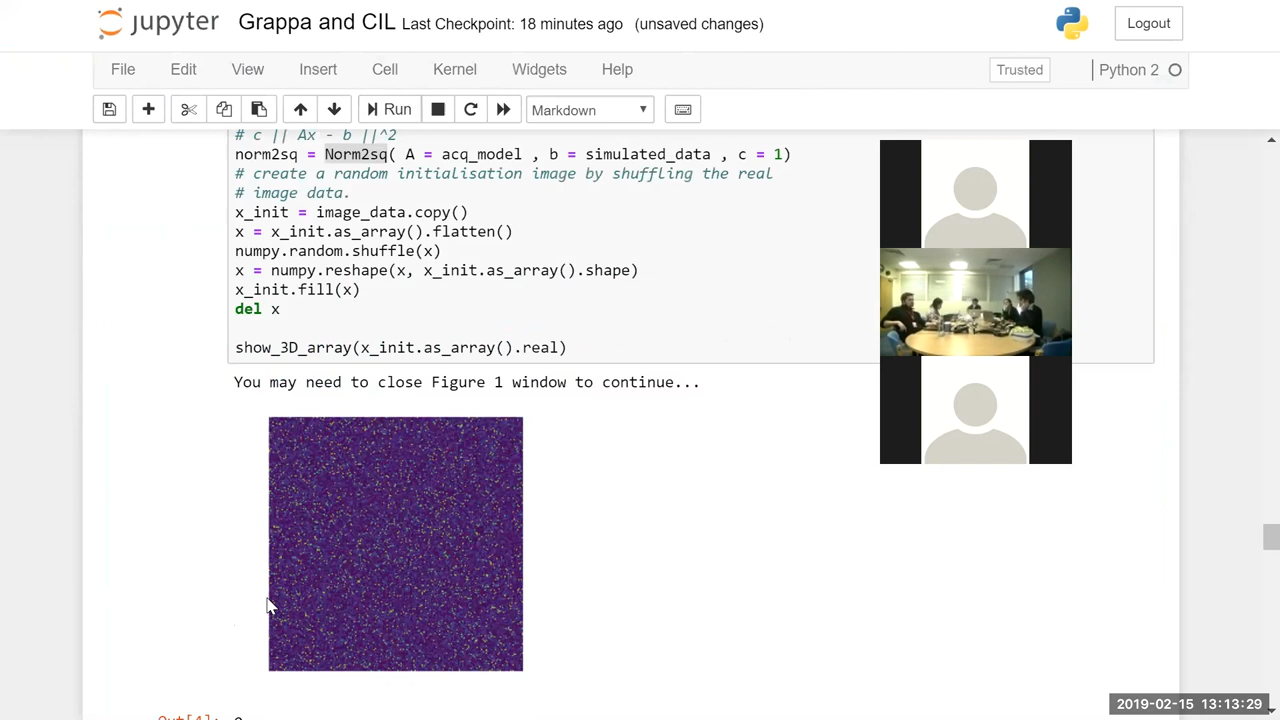 jupyter Grappa and CIL Last Checkpoint: 18 minutes ago (unsaved changes) Logout
File Edit View Insert Cell Kernel Widgets Help Trusted Python 2
Run Markdown
# c || Ax - b ||^2
norm2sq = Norm2sq( A = acq_model , b = simulated_data , c = 1)
# create a random initialisation image by shuffling the real
# image data.
x_init = image_data.copy()
x = x_init.as_array().flatten()
numpy.random.shuffle(x)
x = numpy.reshape(x, x_init.as_array().shape)
x_init.fill(x)
del x
show_3D_array(x_init.as_array().real)
You may need to close Figure 1 window to continue...
2019-02-15 13:13:29